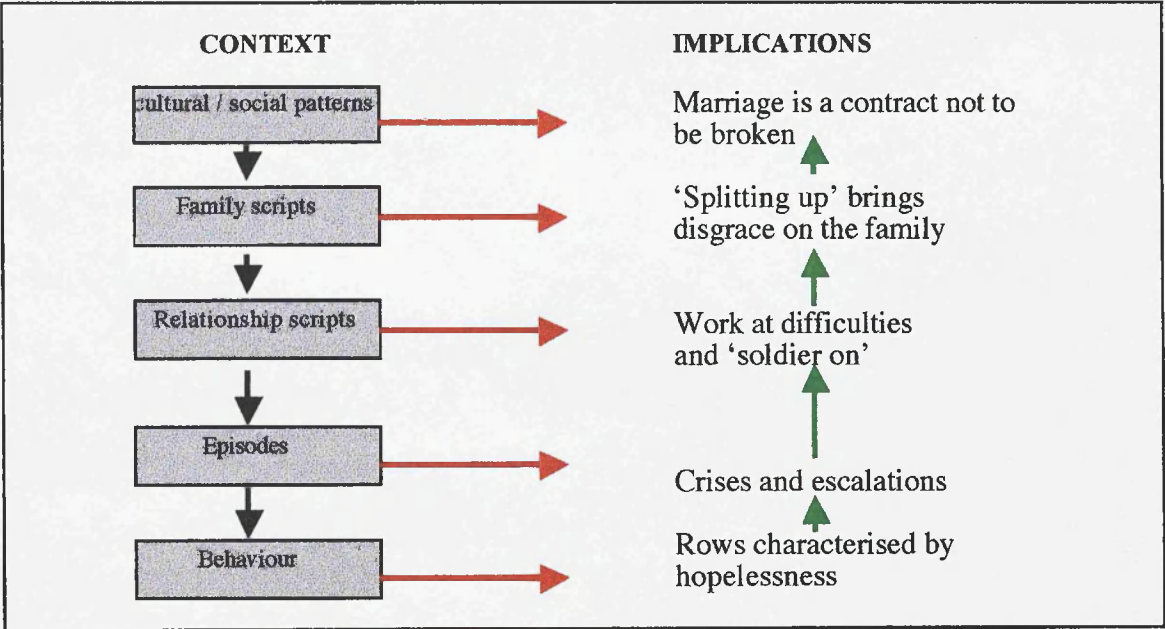 CONTEXT
IMPLICATIONS
cultural / social patterns
Marriage is a contract not to
be broken
Family scripts
‘Splitting up’ brings
disgrace on the family
Relationship scripts
Work at difficulties
and ‘soldier on’
Episodes
Crises and escalations
Behaviour
Rows characterised by
hopelessness